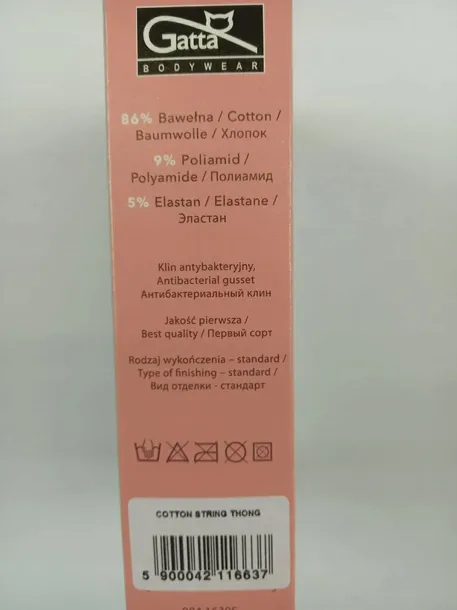 Gatta
BODYWEAR
86% Bawełna / Cotton /
Baumwolle / Хлопок
9% Poliamid /
Polyamide / Полиамид
5% Elastan / Elastane /
Эластан
Klin antybakteryjny,
Antibacterial gusset
Антибактериальный клин
Jakość pierwsza /
Best quality / Первый сорт
Rodzaj wykończenia – standard /
Type of finishing – standard /
Вид отделки - стандарт
COTTON STRING THONG
5 900042 116637